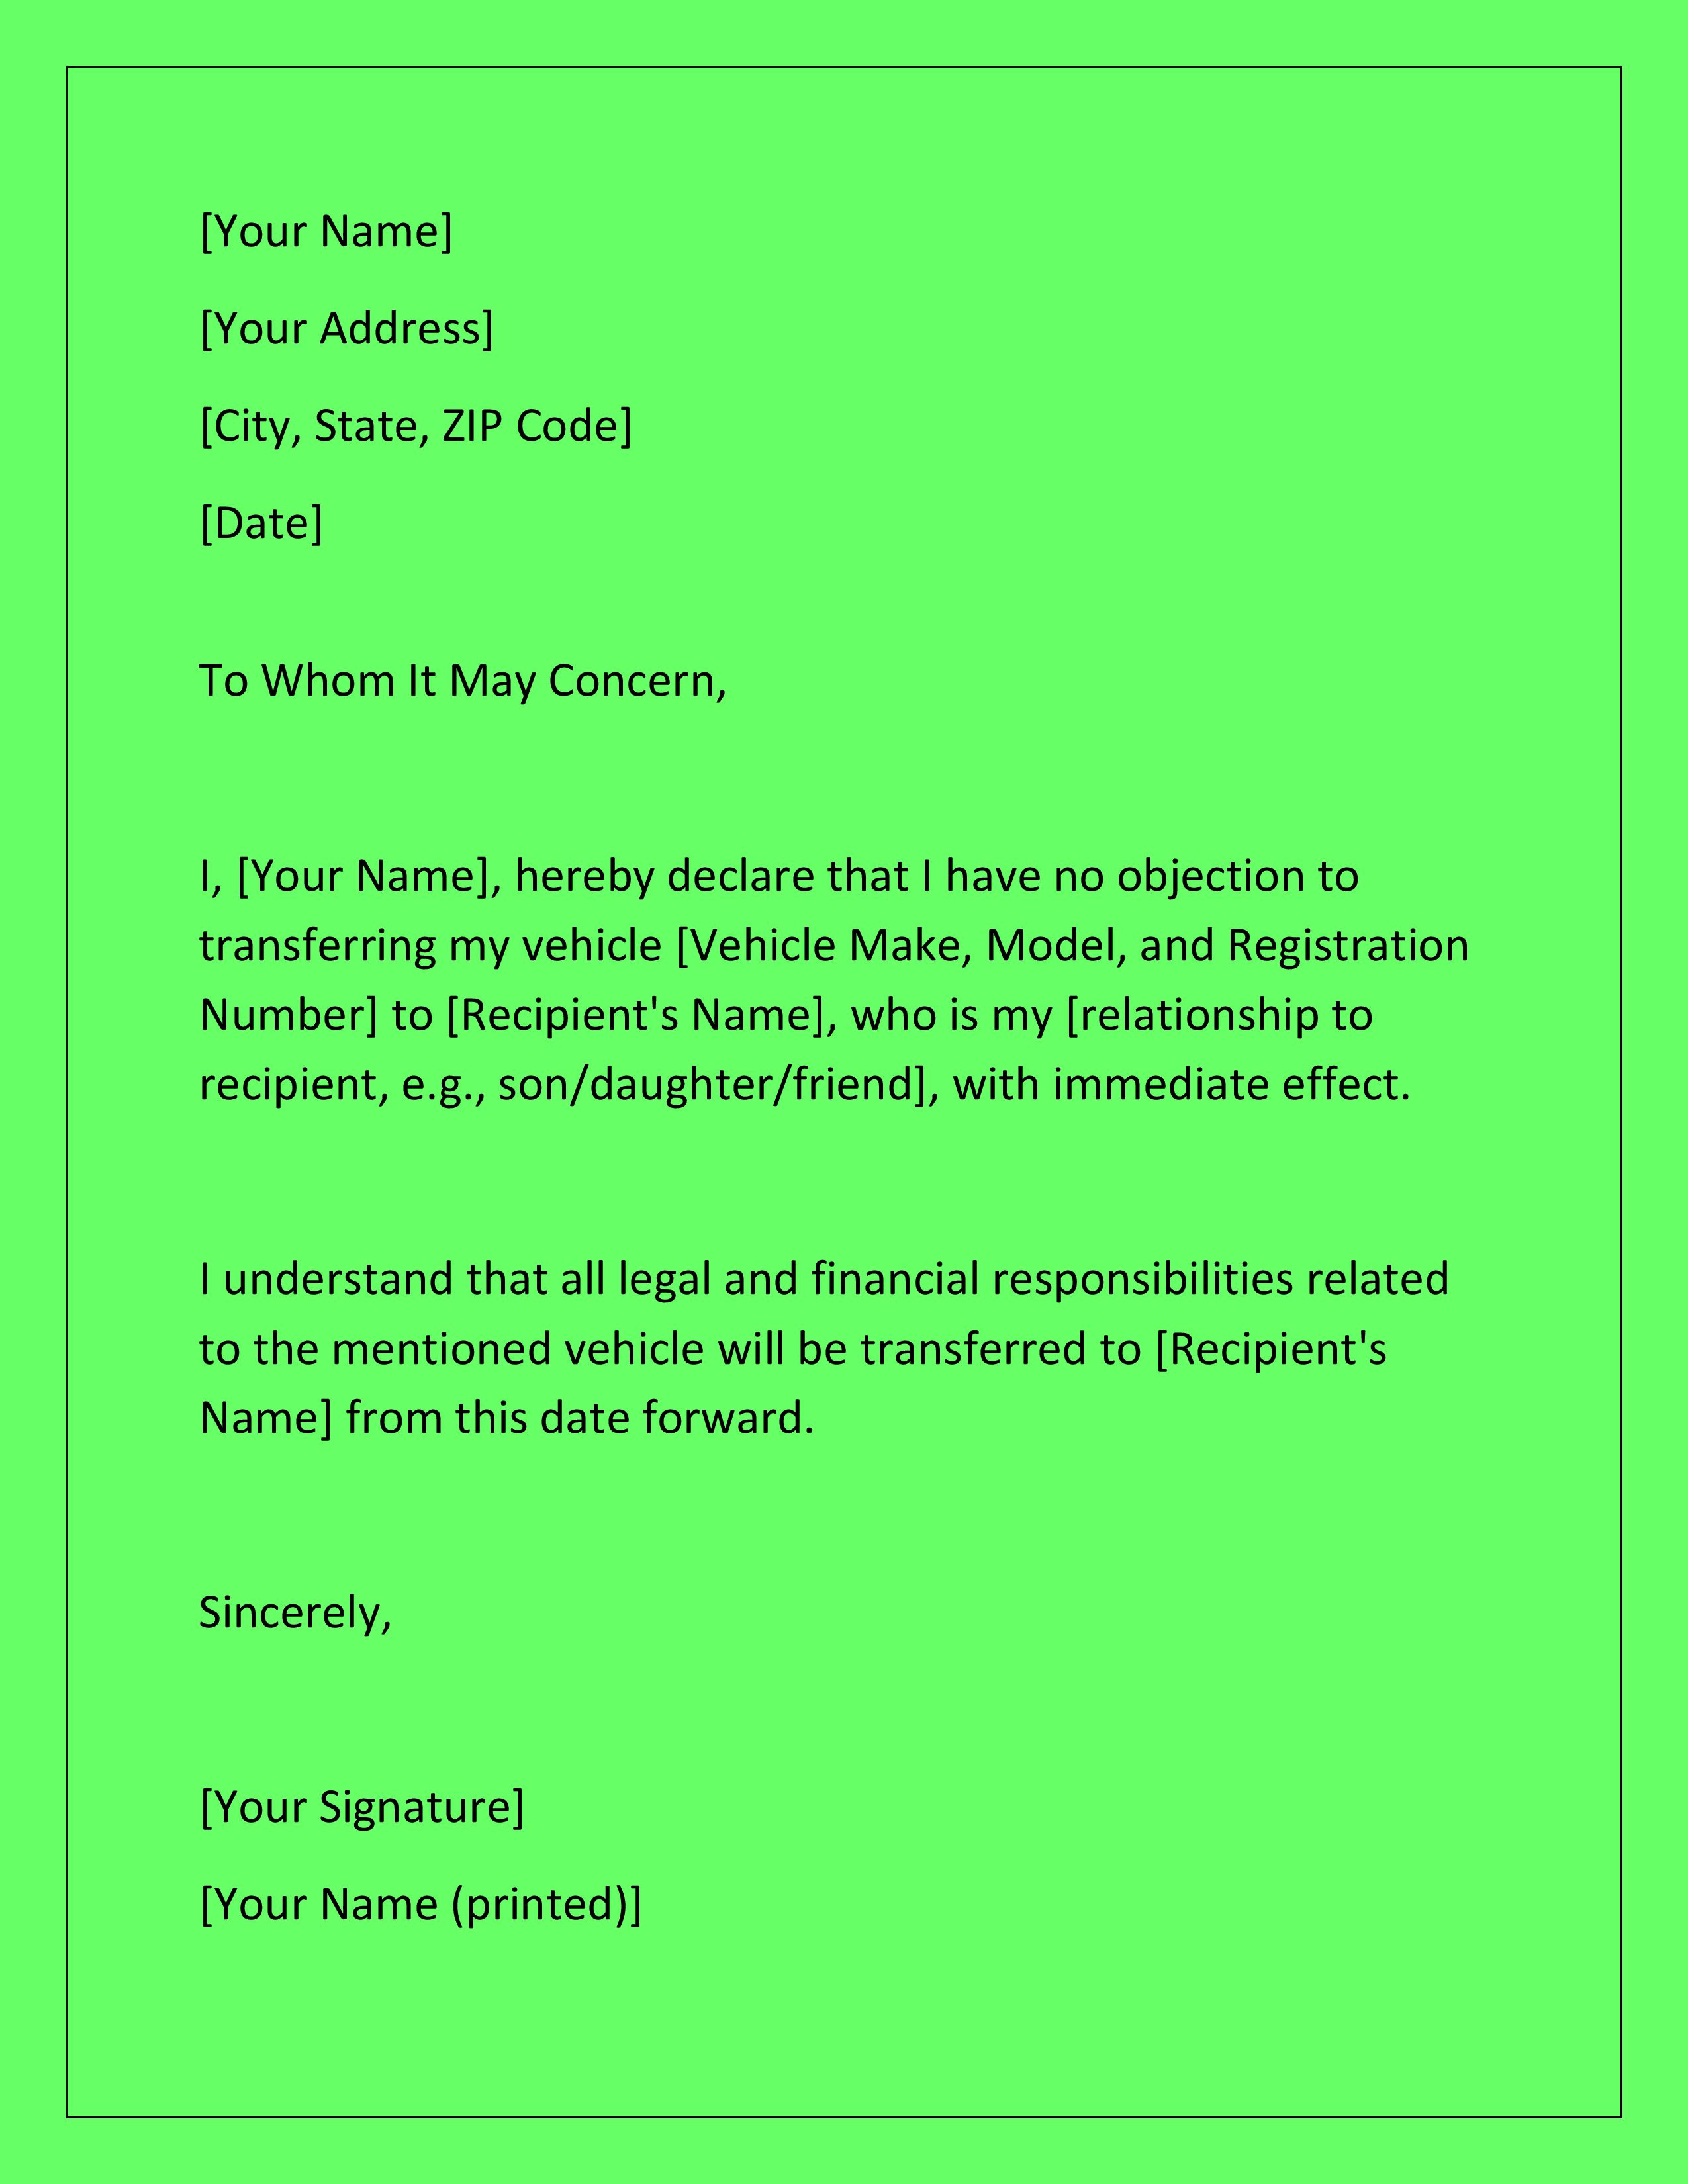 [Your Name]
[Your Address]
[City, State, ZIP Code]
[Date]
To Whom It May Concern,
I, [Your Name], hereby declare that I have no objection to
transferring my vehicle [Vehicle Make, Model, and Registration
Number] to [Recipient's Name], who is my [relationship to
recipient, e.g., son/daughter/friend], with immediate effect.
I understand that all legal and financial responsibilities related
to the mentioned vehicle will be transferred to [Recipient's
Name] from this date forward.
Sincerely,
[Your Signature]
[Your Name (printed)]